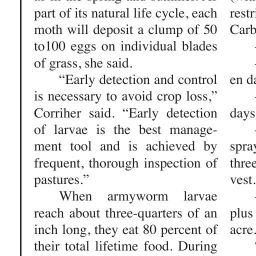 part of its natural life cycle, each
moth will deposit a clump of 50
to100 eggs on individual blades
of grass, she said.
“Early detection and control
is necessary to avoid crop loss,”
Corriher said. “Early detection
of larvae is the best manage-
ment tool and is achieved by
frequent, thorough inspection of
pastures.”
When armyworm larvae
reach about three-quarters of an
inch long, they eat 80 percent of
their total lifetime food. During
restri
Carb
en da
days
spray
three
vest.
plus
acre.